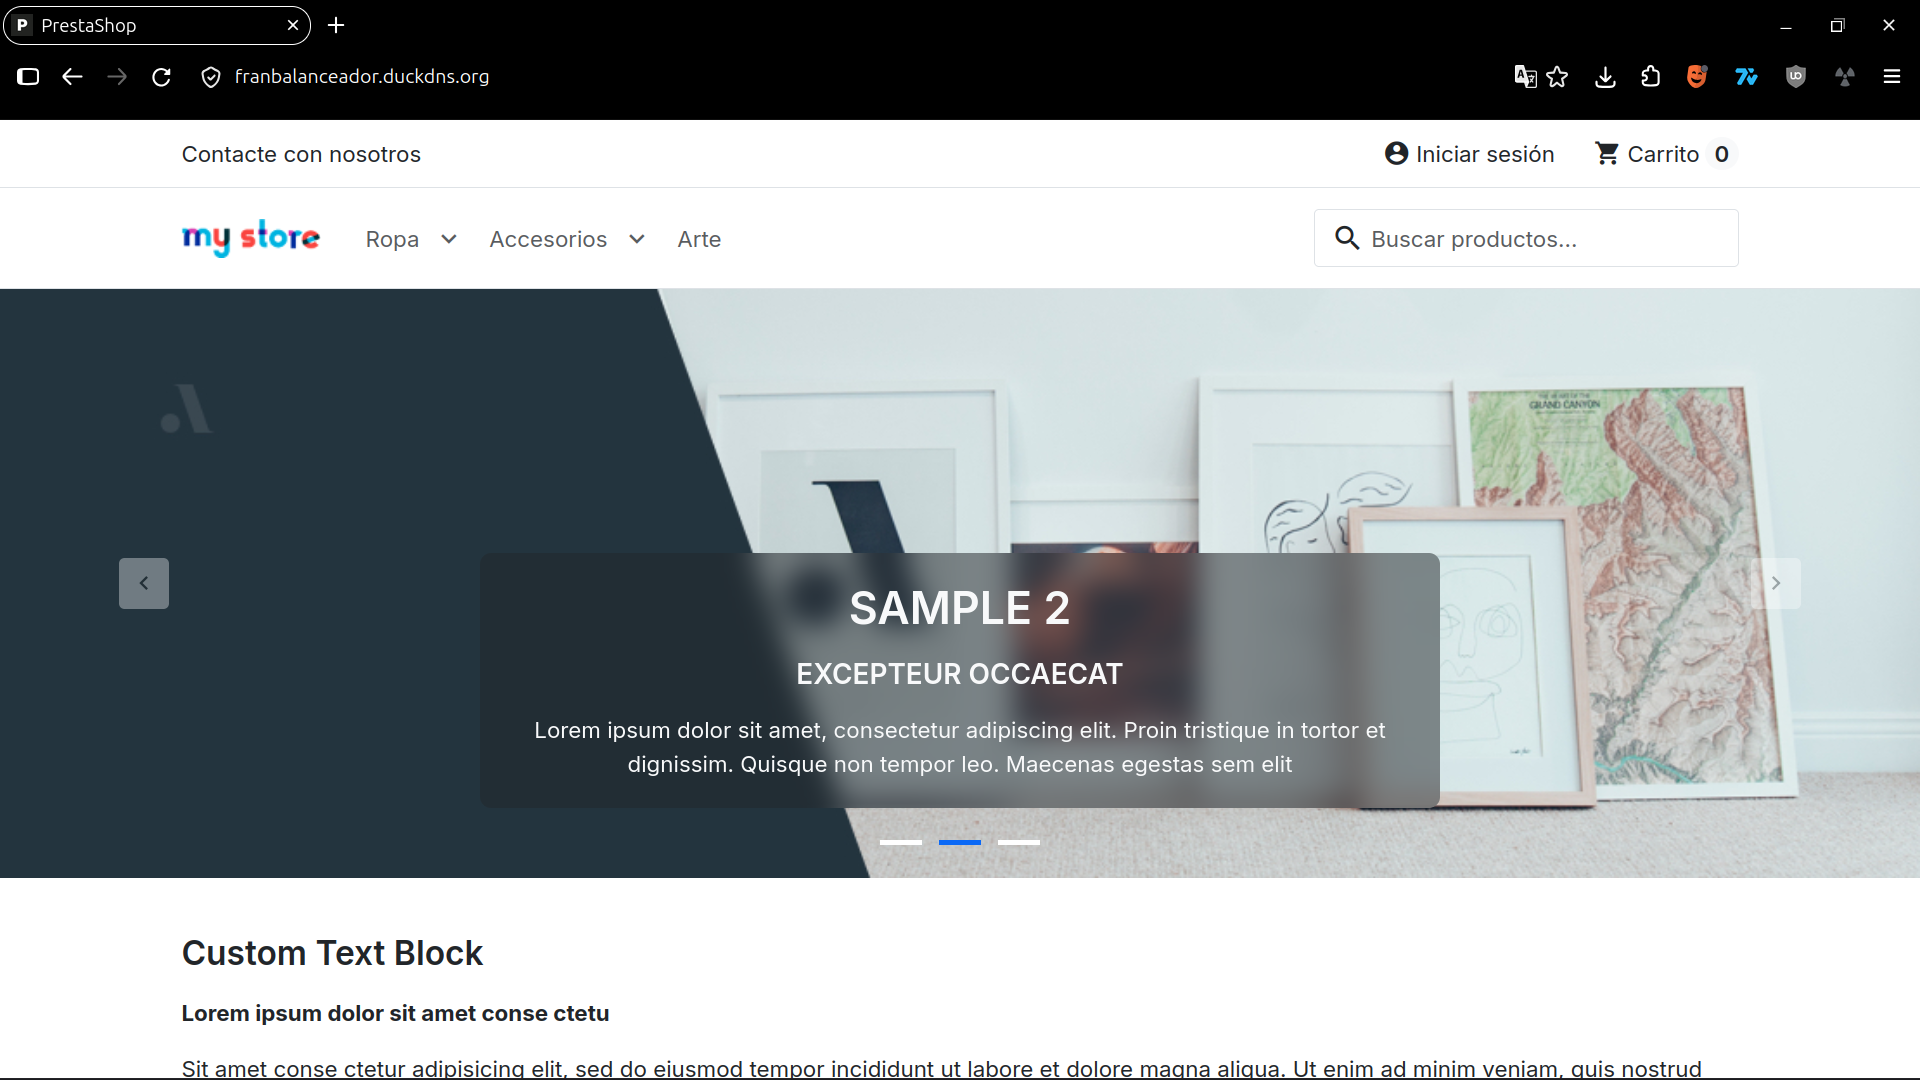 PrestaShop
franbalanceador.duckdns.org
Contacte con nosotros
Iniciar sesión
Carrito 0
my store
Ropa
Accesorios
Arte
Buscar productos...
GRAND CANYON
SAMPLE 2
EXCEPTEUR OCCAECAT
Lorem ipsum dolor sit amet, consectetur adipiscing elit. Proin tristique in tortor et
dignissim. Quisque non tempor leo. Maecenas egestas sem elit
Custom Text Block
Lorem ipsum dolor sit amet conse ctetu
Sit amet conse ctetur adipisicing elit, sed do eiusmod tempor incididunt ut labore et dolore magna aliqua. Ut enim ad minim veniam, quis nostrud